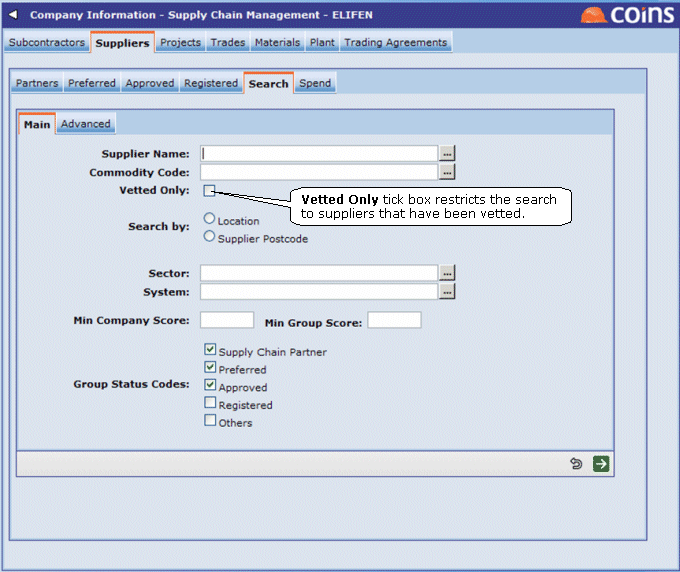 Company Information - Supply Chain Management - ELIFEN
coins
Subcontractors Suppliers Projects Trades Materials Plant Trading Agreements
Partners Preferred Approved Registered Search Spend
Main Advanced
Supplier Name: ...
Commodity Code: ...
Vetted Only:
Vetted Only tick box restricts the search
to suppliers that have been vetted.
Search by:
Location
Supplier Postcode
Sector: ...
System: ...
Min Company Score: Min Group Score:
Group Status Codes:
Supply Chain Partner
Preferred
Approved
Registered
Others